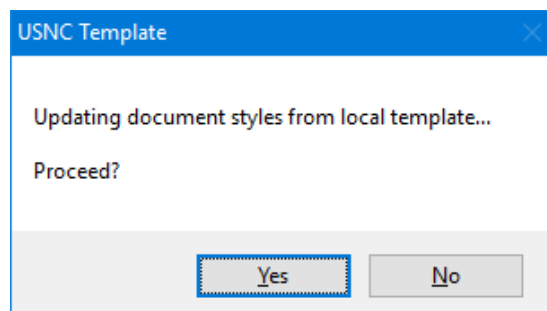 USNC Template
Updating document styles from local template...
Proceed?
Yes
No